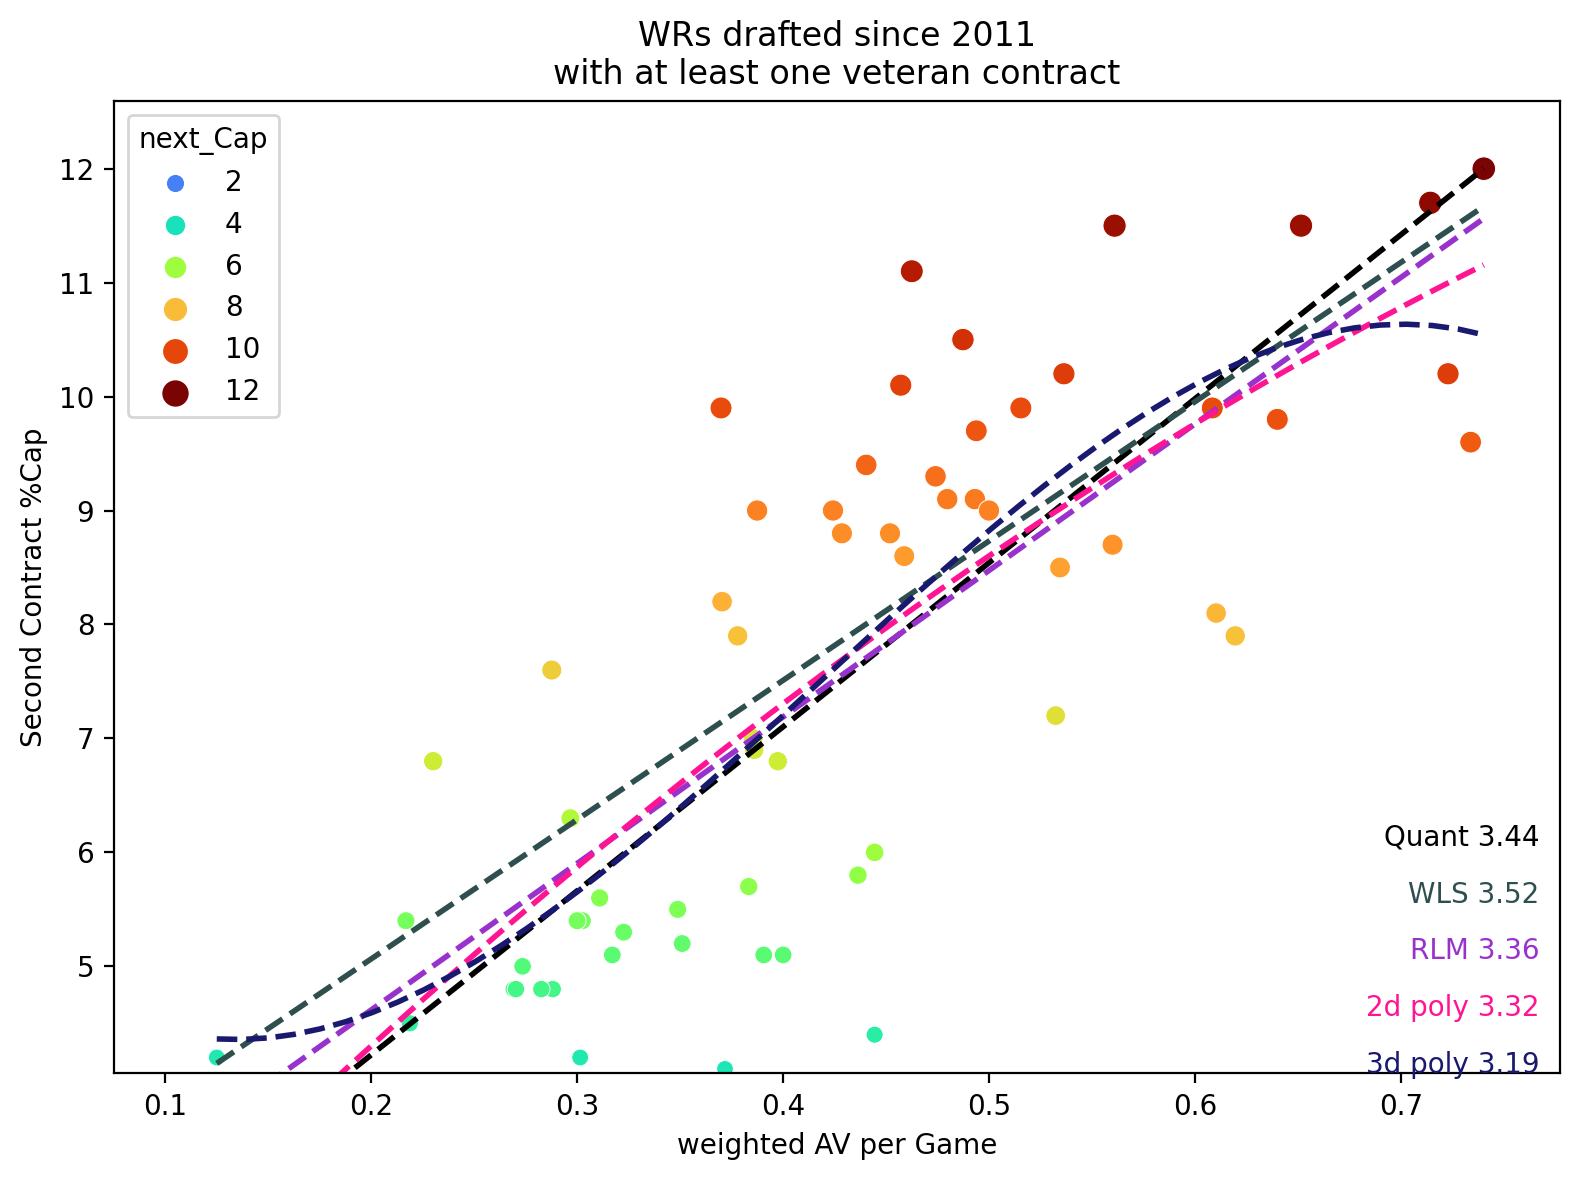 WRs drafted since 2011
with at least one veteran contract
next_Cap
2
4
6
8
10
12
12
11
10
9
8
7
6
5
Second Contract %Cap
Quant 3.44
WLS 3.52
RLM 3.36
2d poly 3.32
3d poly 3.19
0.1 0.2 0.3 0.4 0.5 0.6 0.7
weighted AV per Game